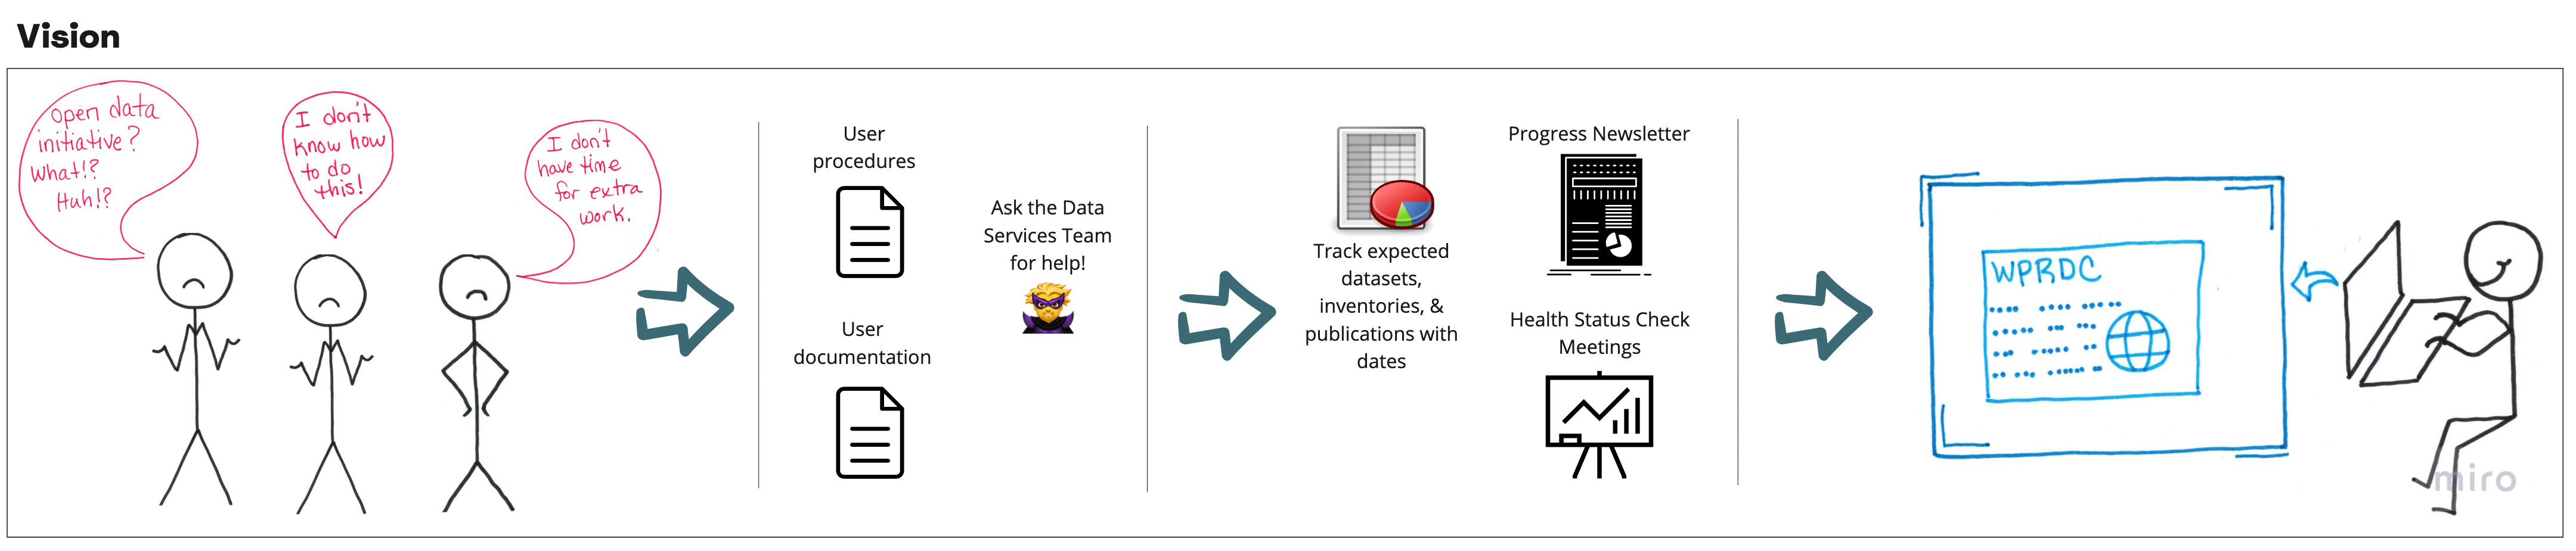 Vision
Open data
initiative?
What!?
Huh!?
I don't
know how
to do
this!
I don't
have time
for extra
work.
User
procedures
User
documentation
Ask the Data
Services Team
for help!
Track expected
datasets,
inventories, &
publications with
dates
Progress Newsletter
Health Status Check
Meetings
WPRDC
miro